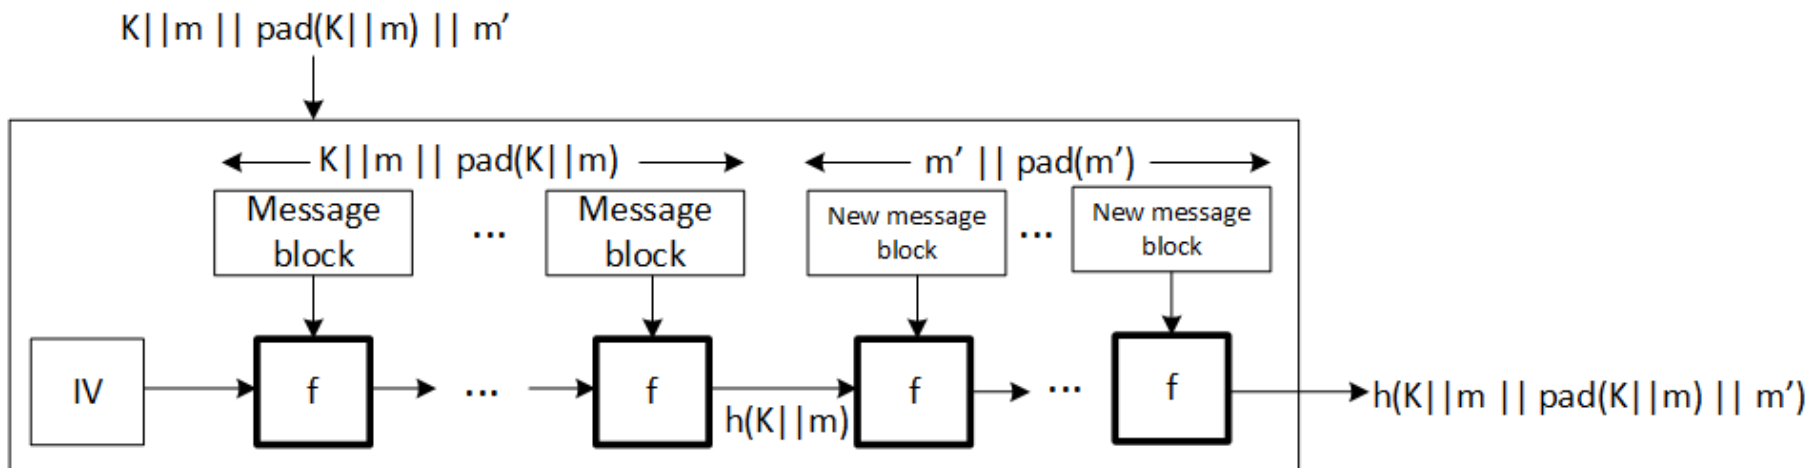 K||m || pad(K||m) || m’
K||m || pad(K||m)
m’ || pad(m’)
Message
block
...
Message
block
New message
block
...
New message
block
IV
f
...
f
h(K||m)
f
...
f
h(K||m || pad(K||m) || m’)